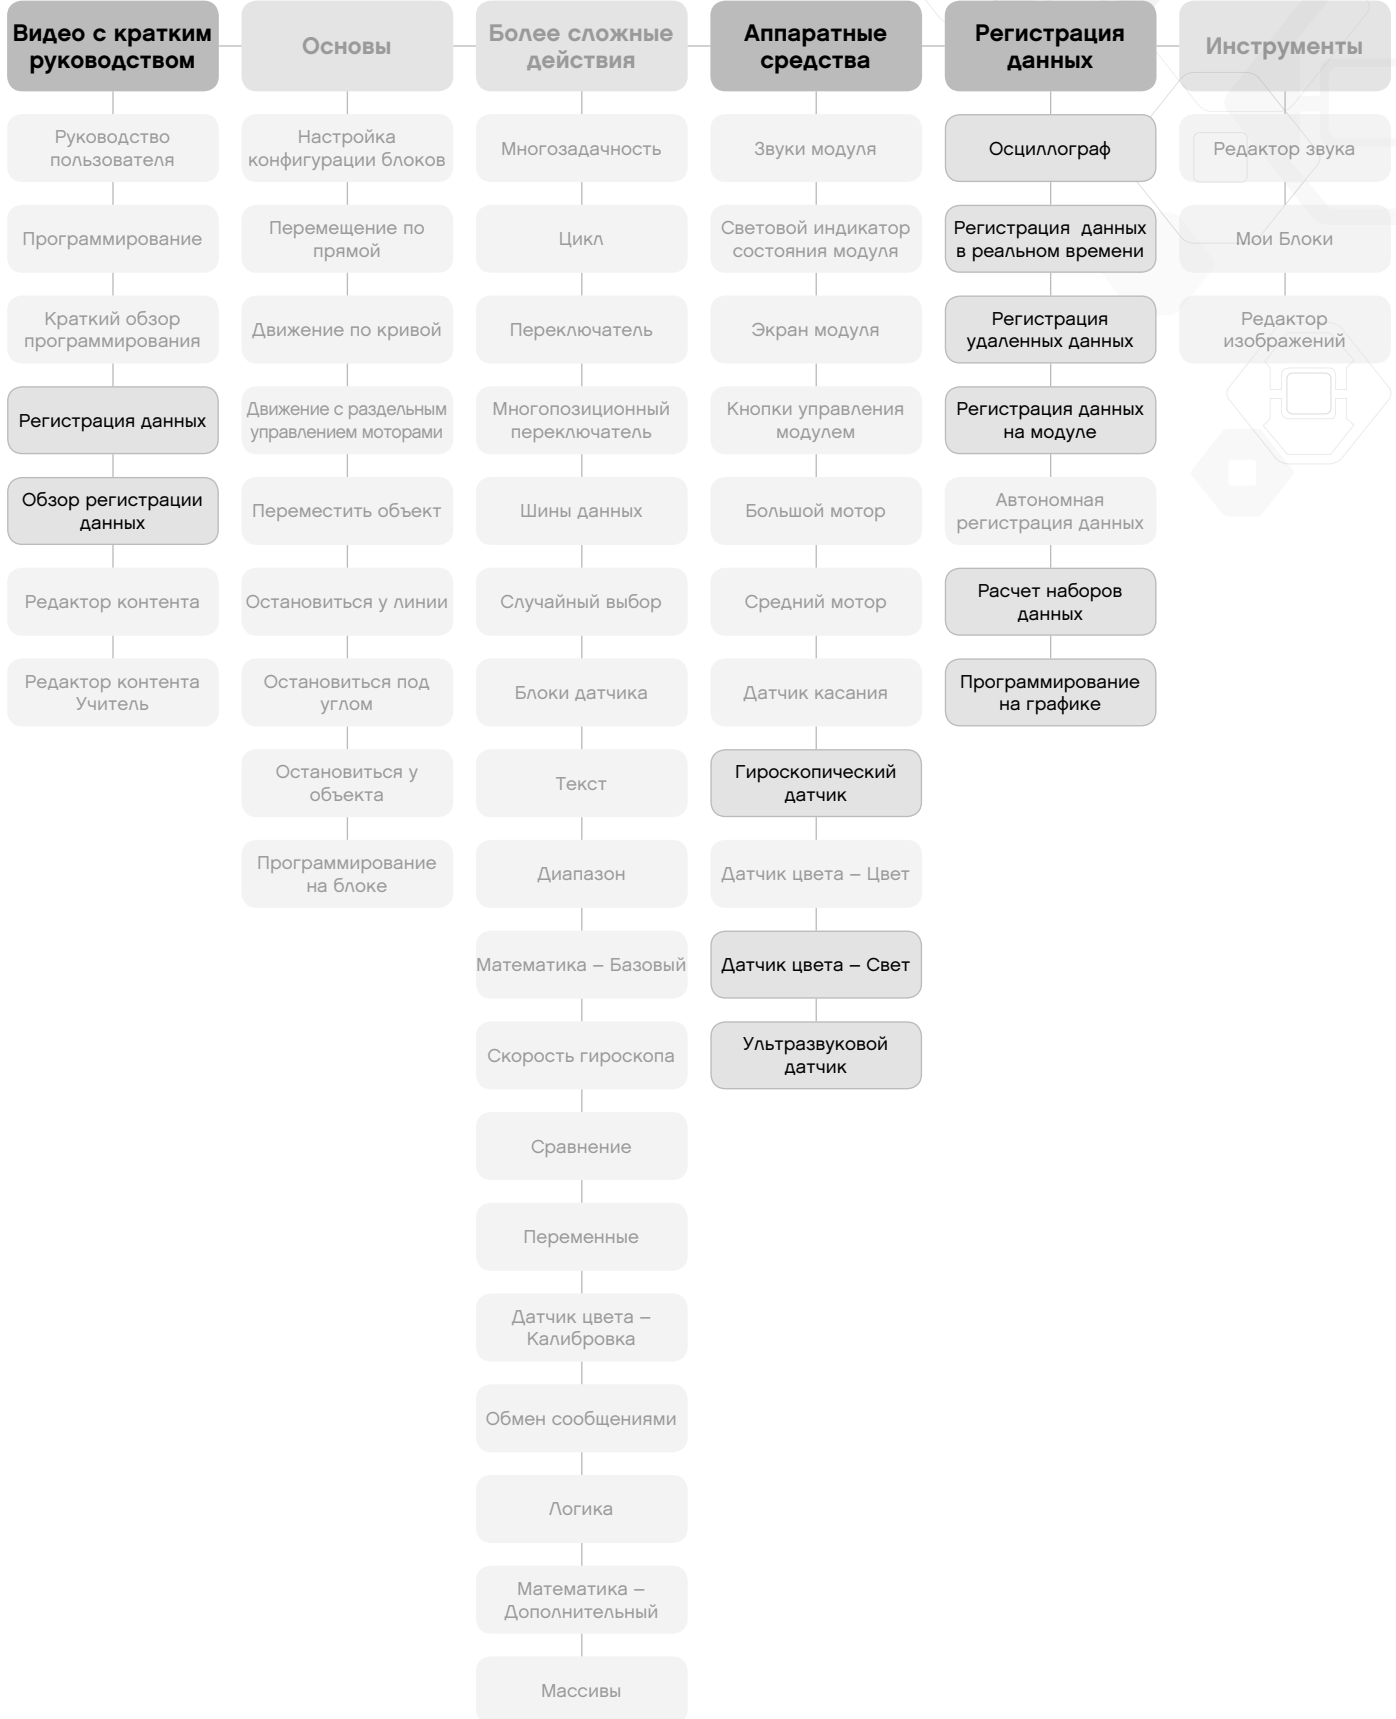 Видео с кратким
руководством
Руководство
пользователя
Программирование
Краткий обзор
программирования
Регистрация данных
Обзор регистрации
данных
Редактор контента
Редактор контента
Учитель
Основы
Настройка
конфигурации блоков
Перемещение по
прямой
Движение по кривой
Движение с раздельным
управлением моторами
Переместить объект
Остановиться у линии
Остановиться под
углом
Остановиться у
объекта
Программирование
на блоке
Более сложные
действия
Многозадачность
Цикл
Переключатель
Многопозиционный
переключатель
Шины данных
Случайный выбор
Блоки датчика
Текст
Диапазон
Математика – Базовый
Скорость гироскопа
Сравнение
Переменные
Датчик цвета –
Калибровка
Обмен сообщениями
Логика
Математика –
Дополнительный
Массивы
Аппаратные
средства
Звуки модуля
Световой индикатор
состояния модуля
Экран модуля
Кнопки управления
модулем
Большой мотор
Средний мотор
Датчик касания
Гироскопический
датчик
Датчик цвета – Цвет
Датчик цвета – Свет
Ультразвуковой
датчик
Регистрация
данных
Осциллограф
Регистрация данных
в реальном времени
Регистрация
удаленных данных
Регистрация данных
на модуле
Автономная
регистрация данных
Расчет наборов
данных
Программирование
на графике
Инструменты
Редактор звука
Мои Блоки
Редактор
изображений